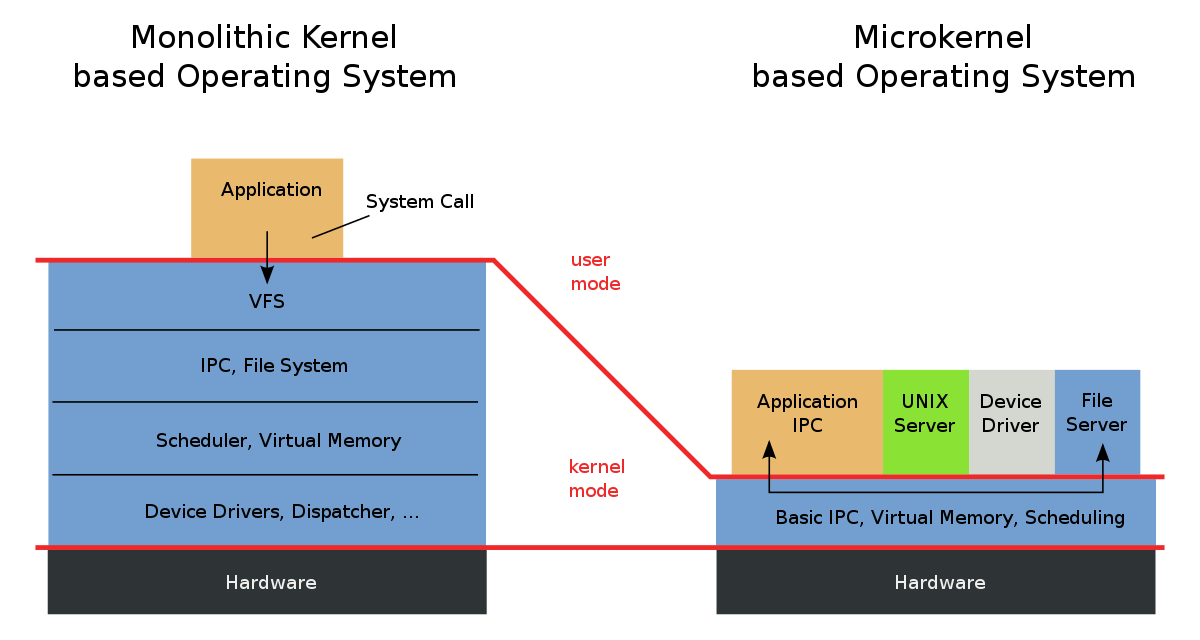 Monolithic Kernel
based Operating System
Microkernel
based Operating System
Application
System Call
user
mode
VFS
IPC, File System
Scheduler, Virtual Memory
Device Drivers, Dispatcher, ...
kernel
mode
Application
IPC
UNIX
Server
Device
Driver
File
Server
Basic IPC, Virtual Memory, Scheduling
Hardware
Hardware